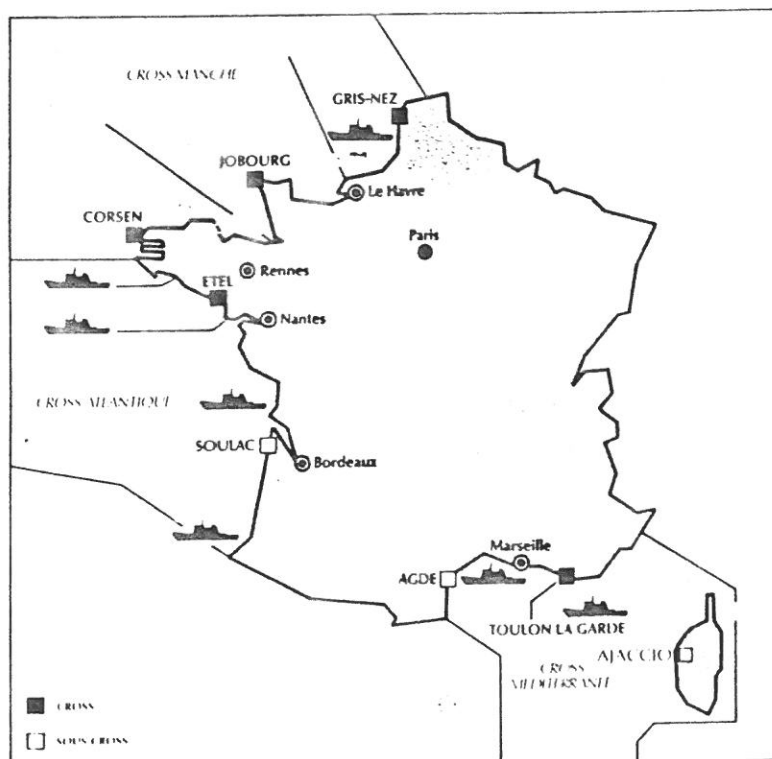 CROSS MANCHE
GRIS-NEZ
JOBOURG
Le Havre
CORSEN
Paris
Rennes
ETEL
Nantes
CROSS ATLANTIQUE
SOULAC
Bordeaux
Marseille
AGDE
TOULON LA GARDE
AJACCIO
CROSS
MEDITERRANEE
CROSS
SOUS-CROSS